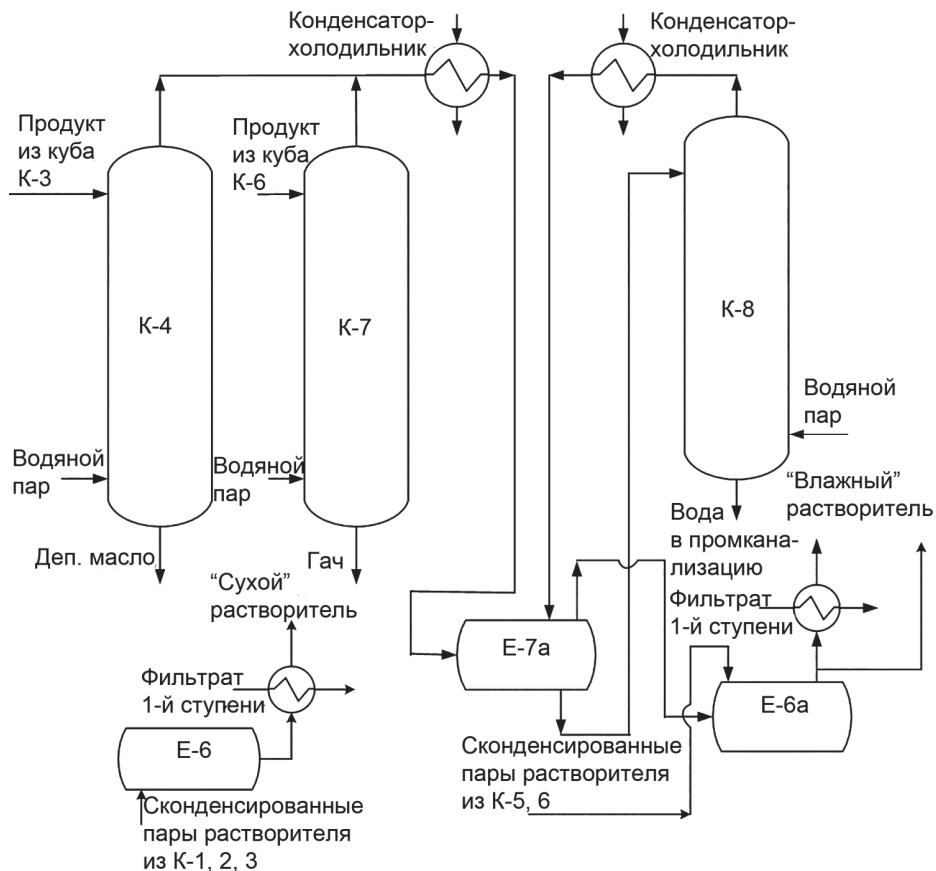 Конденсатор-
холодильник
Конденсатор-
холодильник
Продукт
из куба
К-3
Продукт
из куба
К-6
К-4
К-7
К-8
Водяной
пар
Водяной
пар
Водяной
пар
Деп. масло
Гач
Вода
в промкана-
лизацию
“Влажный”
растворитель
“Сухой”
растворитель
Фильтрат
1-й ступени
Фильтрат
1-й ступени
Е-7а
Е-6а
Е-6
Сконденсированные
пары растворителя
из К-5, 6
Сконденсированные
пары растворителя
из К-1, 2, 3